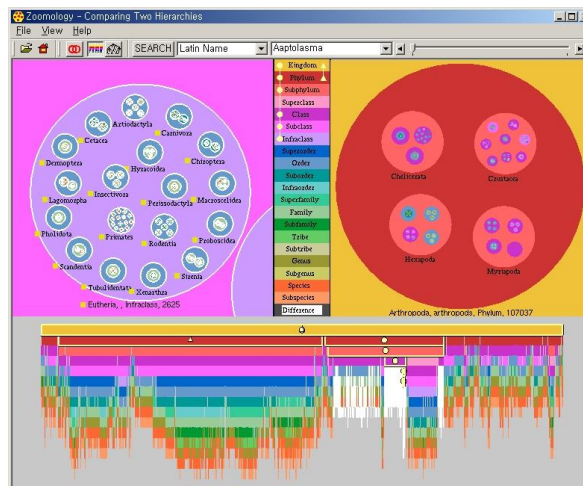 Zoomology - Comparing Two Hierarchies
File View Help
SEARCH Latin Name Aaptolasma
Artiodactyla
Carnivora
Cetacea
Chiroptera
Dermoptera
Hyracoidea
Lagomorpha
Insectivora
Perissodactyla
Macroscelidea
Pholidota
Primates
Rodentia
Proboscidea
Scandentia
Sirenia
Tubulidentata
Xenarthra
Eutheria, , Infraclass, 2625
Kingdom
Phylum
Subphylum
Superclass
Class
Subclass
Infraclass
Superorder
Order
Suborder
Infraorder
Superfamily
Family
Subfamily
Tribe
Subtribe
Genus
Subgenus
Species
Subspecies
Difference
Chelicerata
Crustacea
Hexapoda
Myriapoda
Arthropoda, arthropods, Phylum, 107037